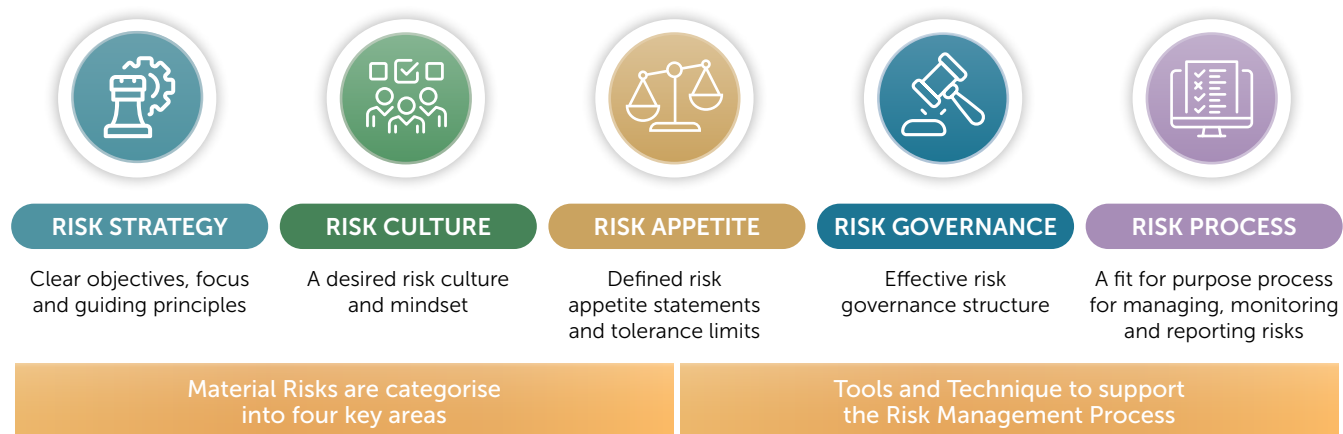 RISK STRATEGY
Clear objectives, focus
and guiding principles
RISK CULTURE
A desired risk culture
and mindset
RISK APPETITE
Defined risk
appetite statements
and tolerance limits
RISK GOVERNANCE
Effective risk
governance structure
RISK PROCESS
A fit for purpose process
for managing, monitoring
and reporting risks
Material Risks are categorise
into four key areas
Tools and Technique to support
the Risk Management Process